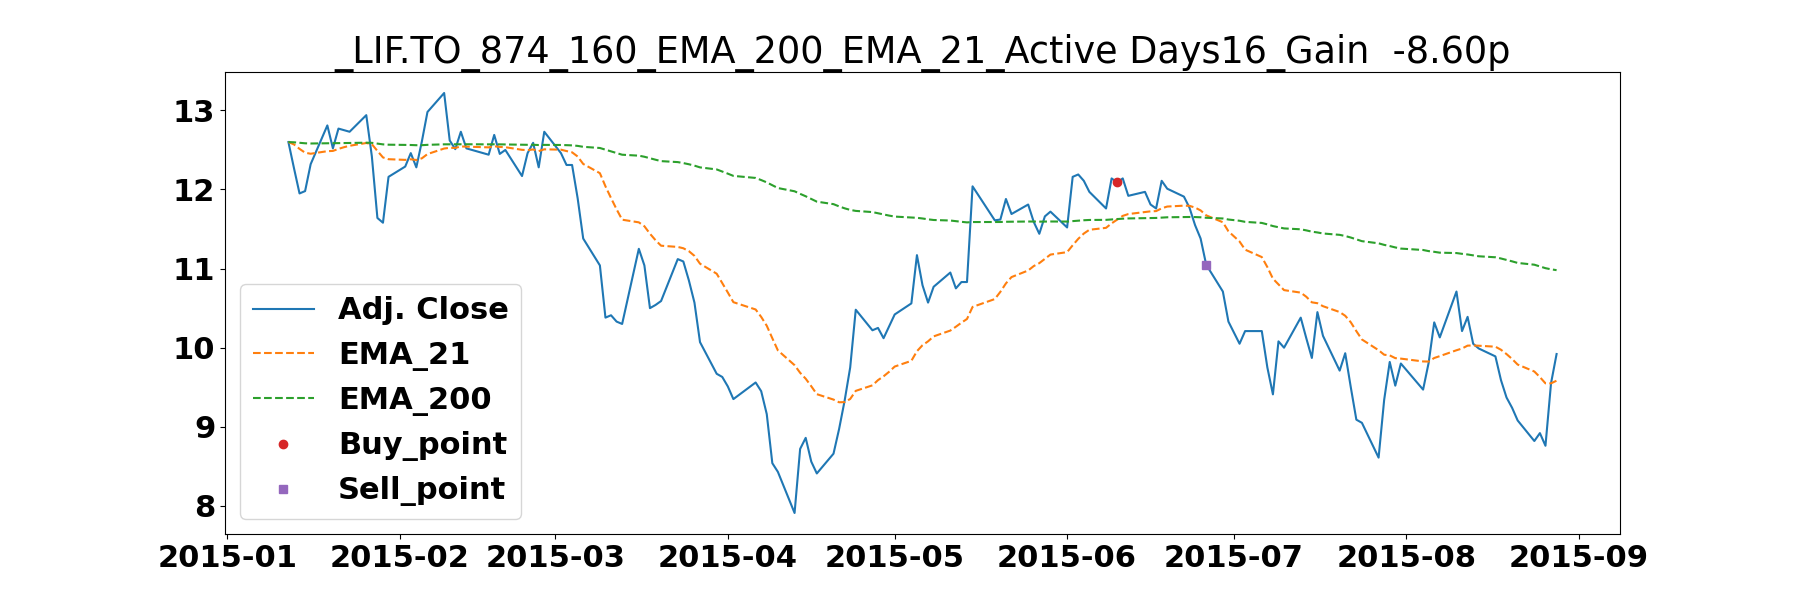 _LIF.TO_874_160_EMA_200_EMA_21_Active Days16_Gain  -8.60p
13
12
11
10
9
8
Adj. Close
EMA_21
EMA_200
Buy_point
Sell_point
2015-01 2015-02 2015-03 2015-04 2015-05 2015-06 2015-07 2015-08 2015-09